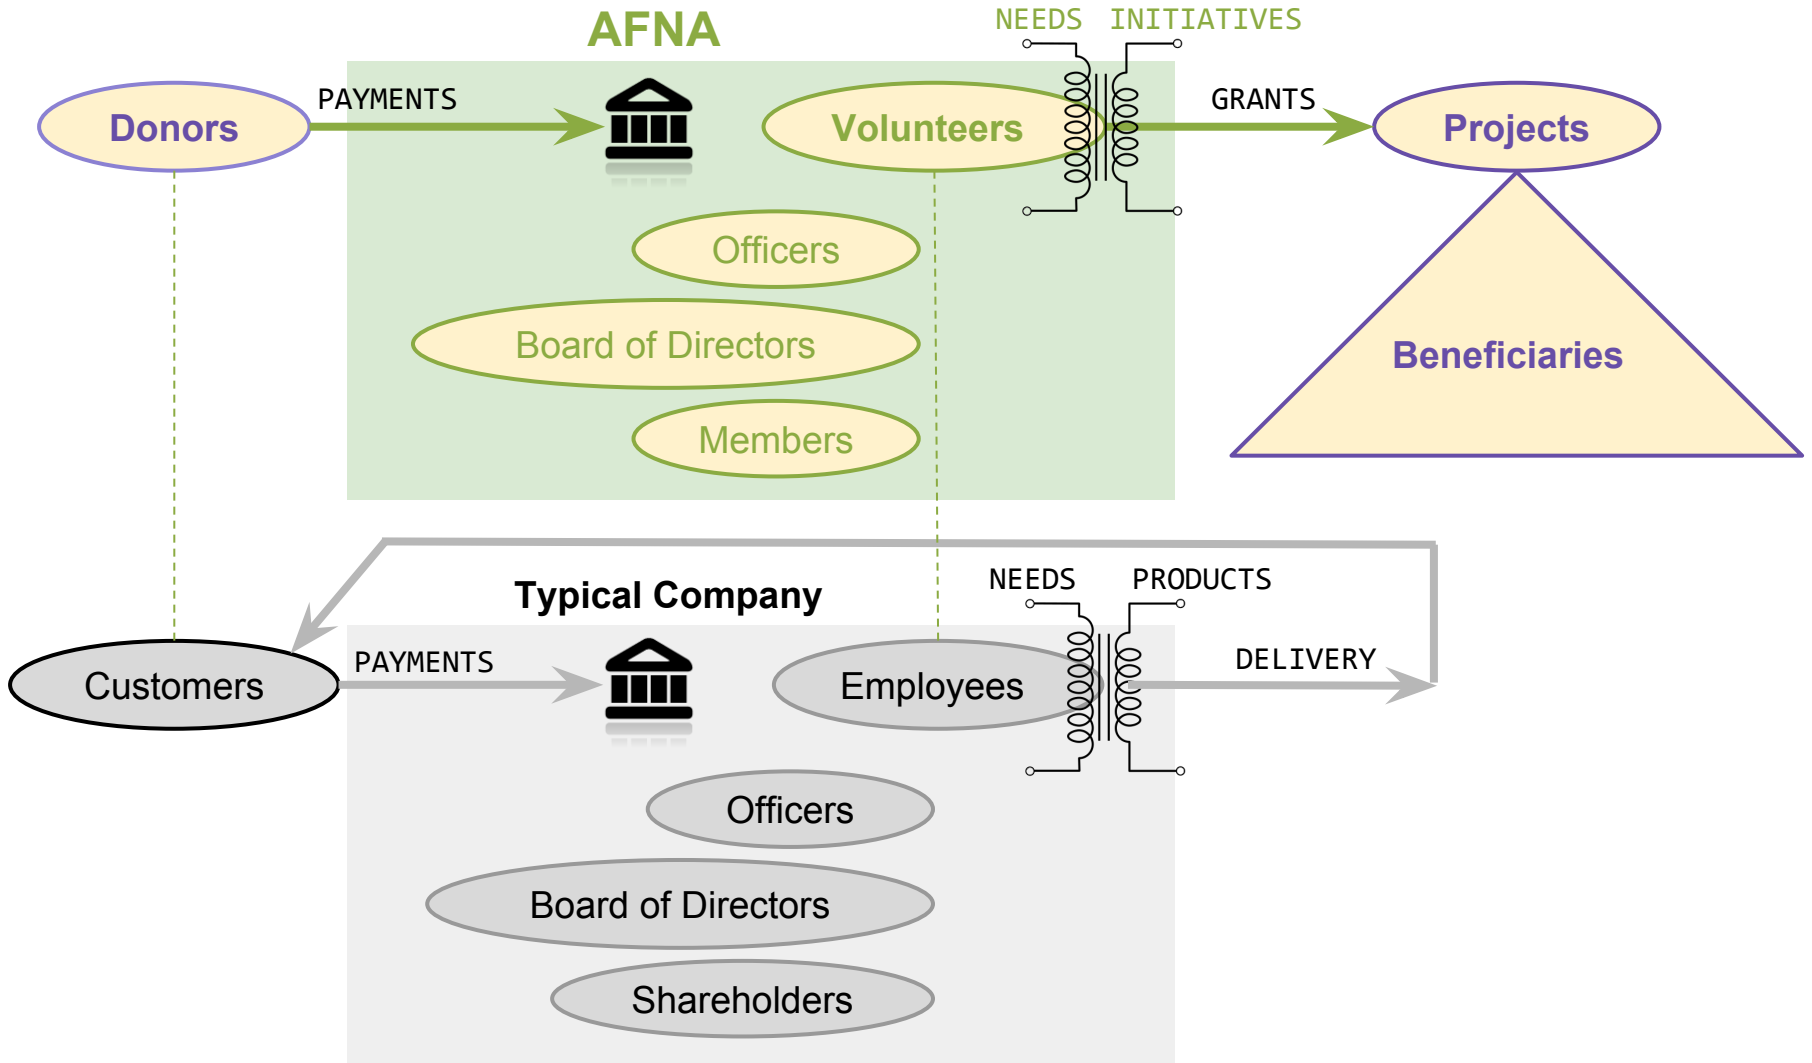 AFNA
NEEDS INITIATIVES
Donors
PAYMENTS
Volunteers
GRANTS
Projects
Officers
Board of Directors
Members
Beneficiaries
Typical Company
NEEDS PRODUCTS
Customers
PAYMENTS
Employees
DELIVERY
Officers
Board of Directors
Shareholders